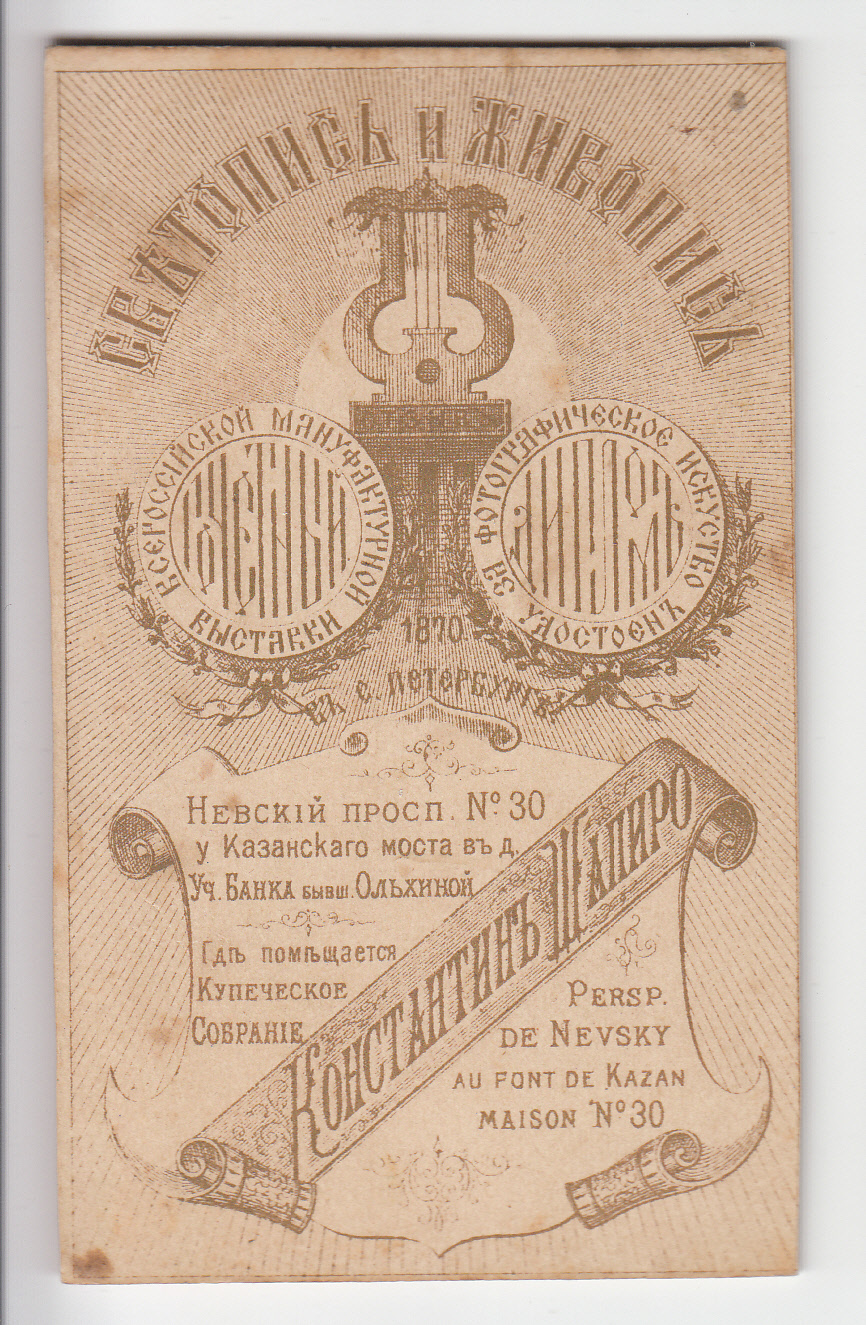 СВѢТОПИСЬ И ЖИВОПИСЬ
ВСЕРОССІЙСКОЙ МАНУФАКТУРНОЙ ВЫСТАВКИ
ЗА ФОТОГРАФИЧЕСКОЕ ИСКУСТВО УДОСТОЕНЪ
1870
ВЪ С. ПЕТЕРБУРГѢ.
НЕВСКІЙ ПРОСП. № 30
У КАЗАНСКАГО МОСТА ВЪ Д.
УЧ. БАНКА БЫВШ. ОЛЬХИНОЙ
ГДѢ ПОМѢЩАЕТСЯ
КУПЕЧЕСКОЕ
СОБРАНІЕ
КОНСТАНТИНЪ ШАПИРО
PERSP.
DE NEVSKY
AU PONT DE KAZAN
MAISON № 30